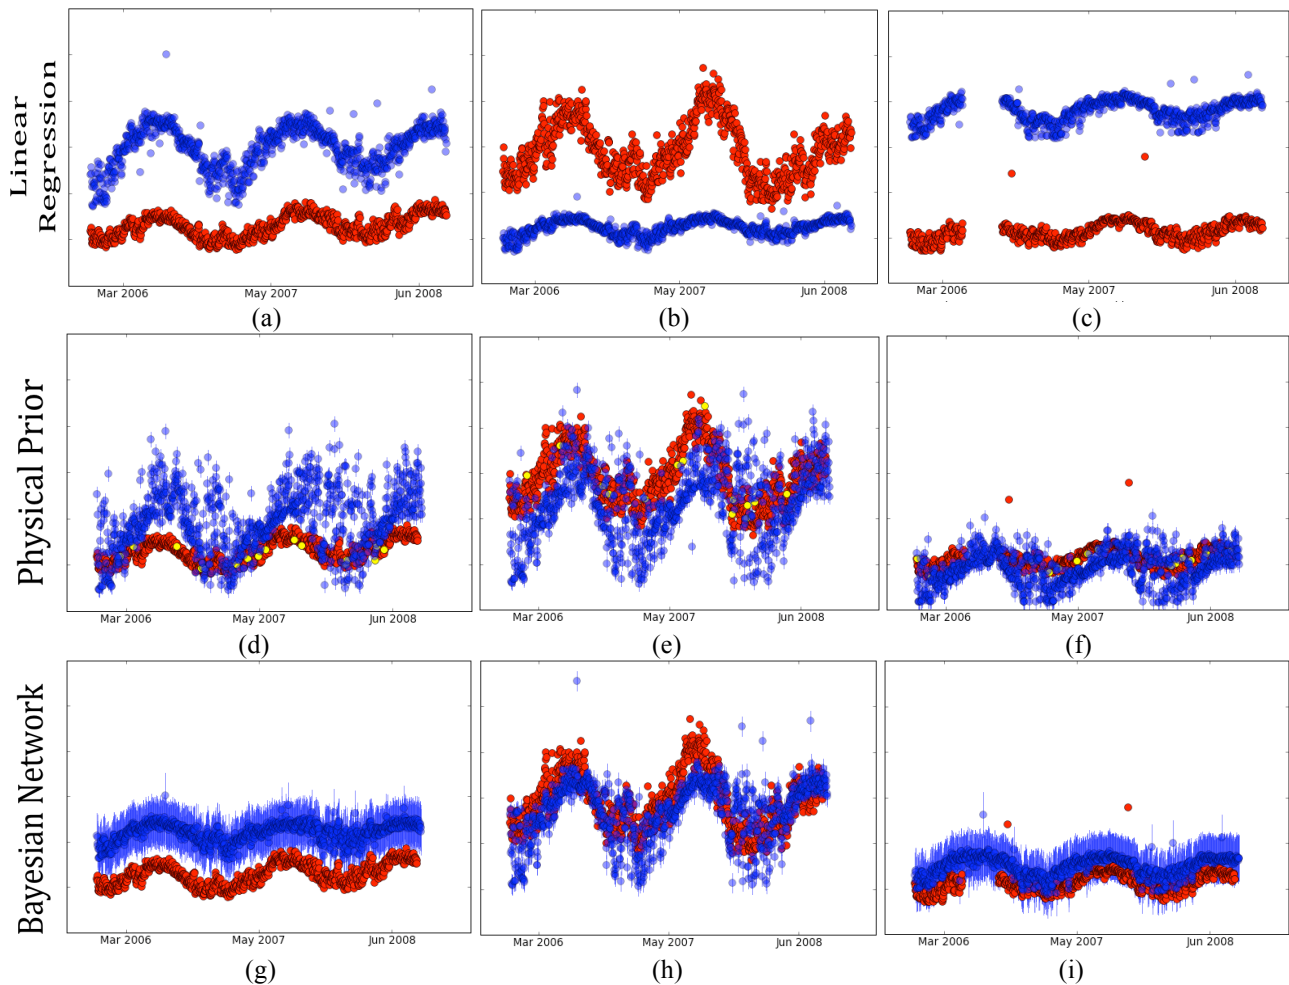 Linear
Regression
Mar 2006 May 2007 Jun 2008
Mar 2006 May 2007 Jun 2008
Mar 2006 May 2007 Jun 2008
(a) (b) (c)
Physical Prior
Mar 2006 May 2007 Jun 2008
Mar 2006 May 2007 Jun 2008
Mar 2006 May 2007 Jun 2008
(d) (e) (f)
Bayesian Network
Mar 2006 May 2007 Jun 2008
Mar 2006 May 2007 Jun 2008
Mar 2006 May 2007 Jun 2008
(g) (h) (i)